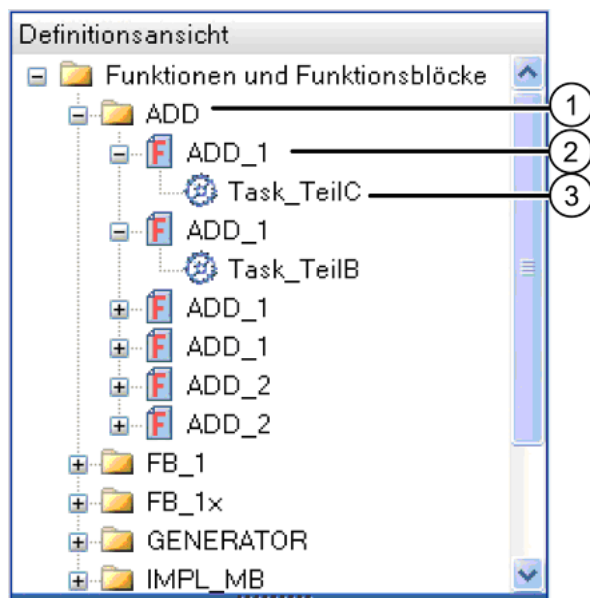 Definitionsansicht
Funktionen und Funktionsblöcke
ADD 1
F ADD_1 2
Task_TeilC 3
F ADD_1
Task_TeilB
F ADD_1
F ADD_1
F ADD_2
F ADD_2
FB_1
FB_1x
GENERATOR
IMPL_MB